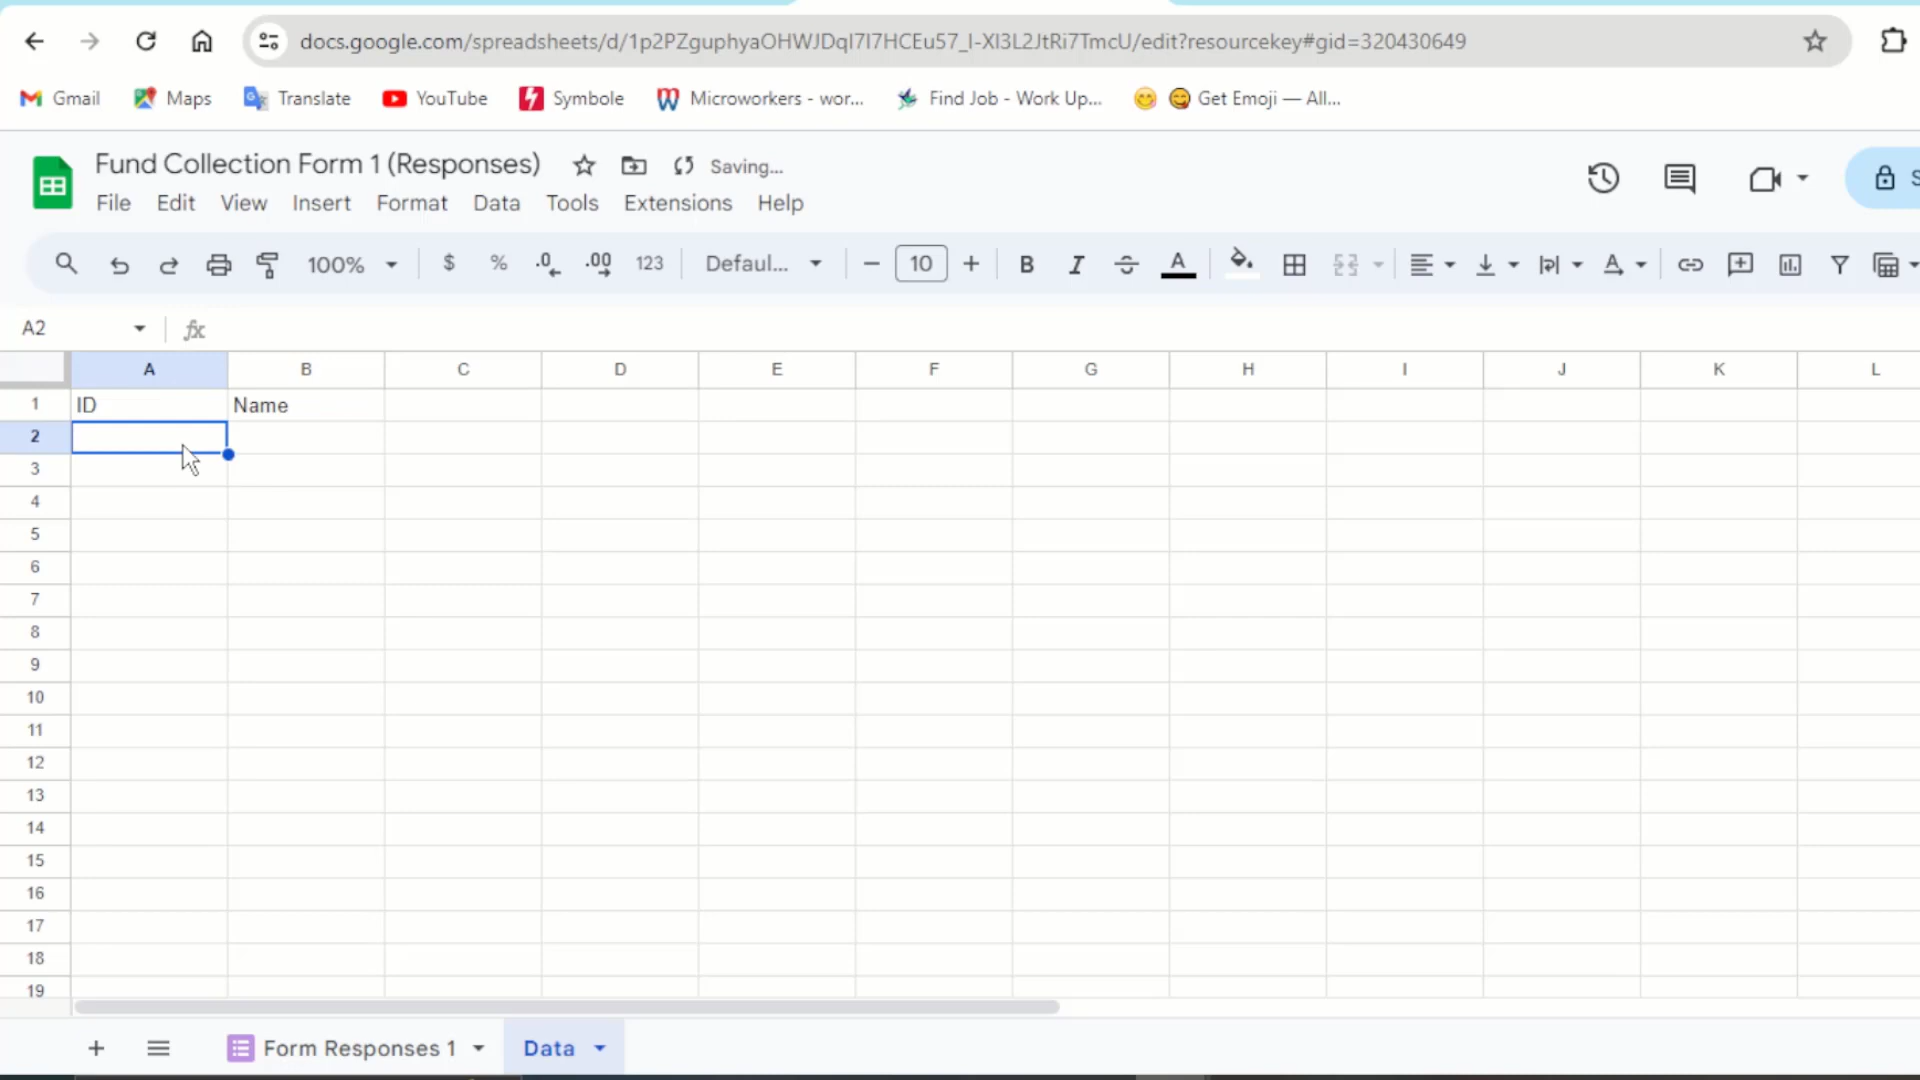 docs.google.com/spreadsheets/d/1p2PZguphyaOHWJDqI7I7HCEu57_I-XI3L2JtRi7TmcU/edit?resourcekey#gid=320430649
Gmail Maps Translate YouTube Symbole Microworkers - wor... Find Job - Work Up... Get Emoji — All...
Fund Collection Form 1 (Responses) Saving...
File Edit View Insert Format Data Tools Extensions Help
100% $ % .0 .00 123 Defaul... 10 B I A A
A2 fx
A B C D E F G H I J K L
1 ID Name
2
3
4
5
6
7
8
9
10
11
12
13
14
15
16
17
18
19
Form Responses 1 Data